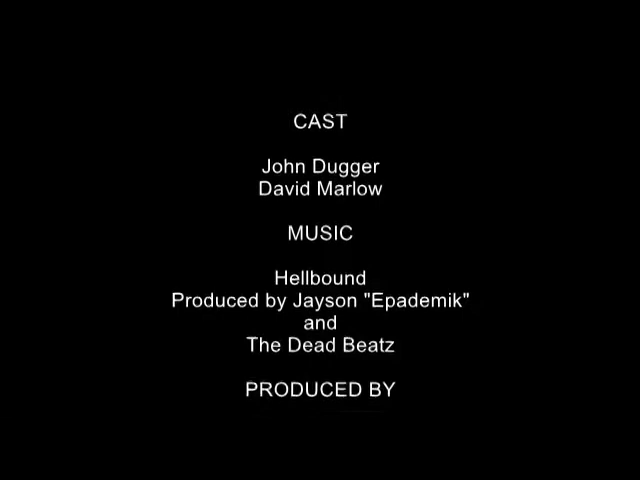 CAST
John Dugger
David Marlow
MUSIC
Hellbound
Produced by Jayson "Epademik"
and
The Dead Beatz
PRODUCED BY